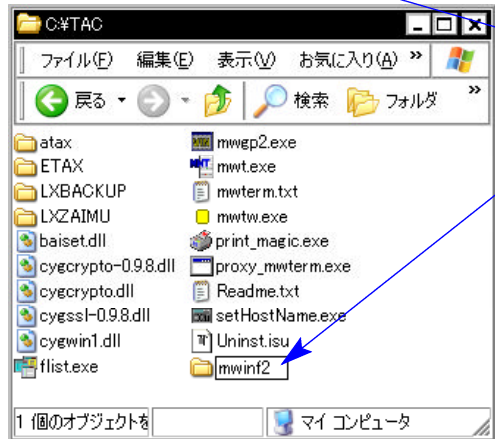 C:¥TAC
ファイル(F) 編集(E) 表示(V) お気に入り(A) »
戻る 検索 フォルダ »
atax
ETAX
LXBACKUP
LXZAIMU
baiset.dll
cygcrypto-0.9.8.dll
cygcrypto.dll
cygssl-0.9.8.dll
cygwin1.dll
flist.exe
mwgp2.exe
mwt.exe
mwterm.txt
mwtw.exe
print_magic.exe
proxy_mwterm.exe
Readme.txt
setHostName.exe
Uninst.isu
mwinf2
1 個のオブジェクトを マイ コンピュータ